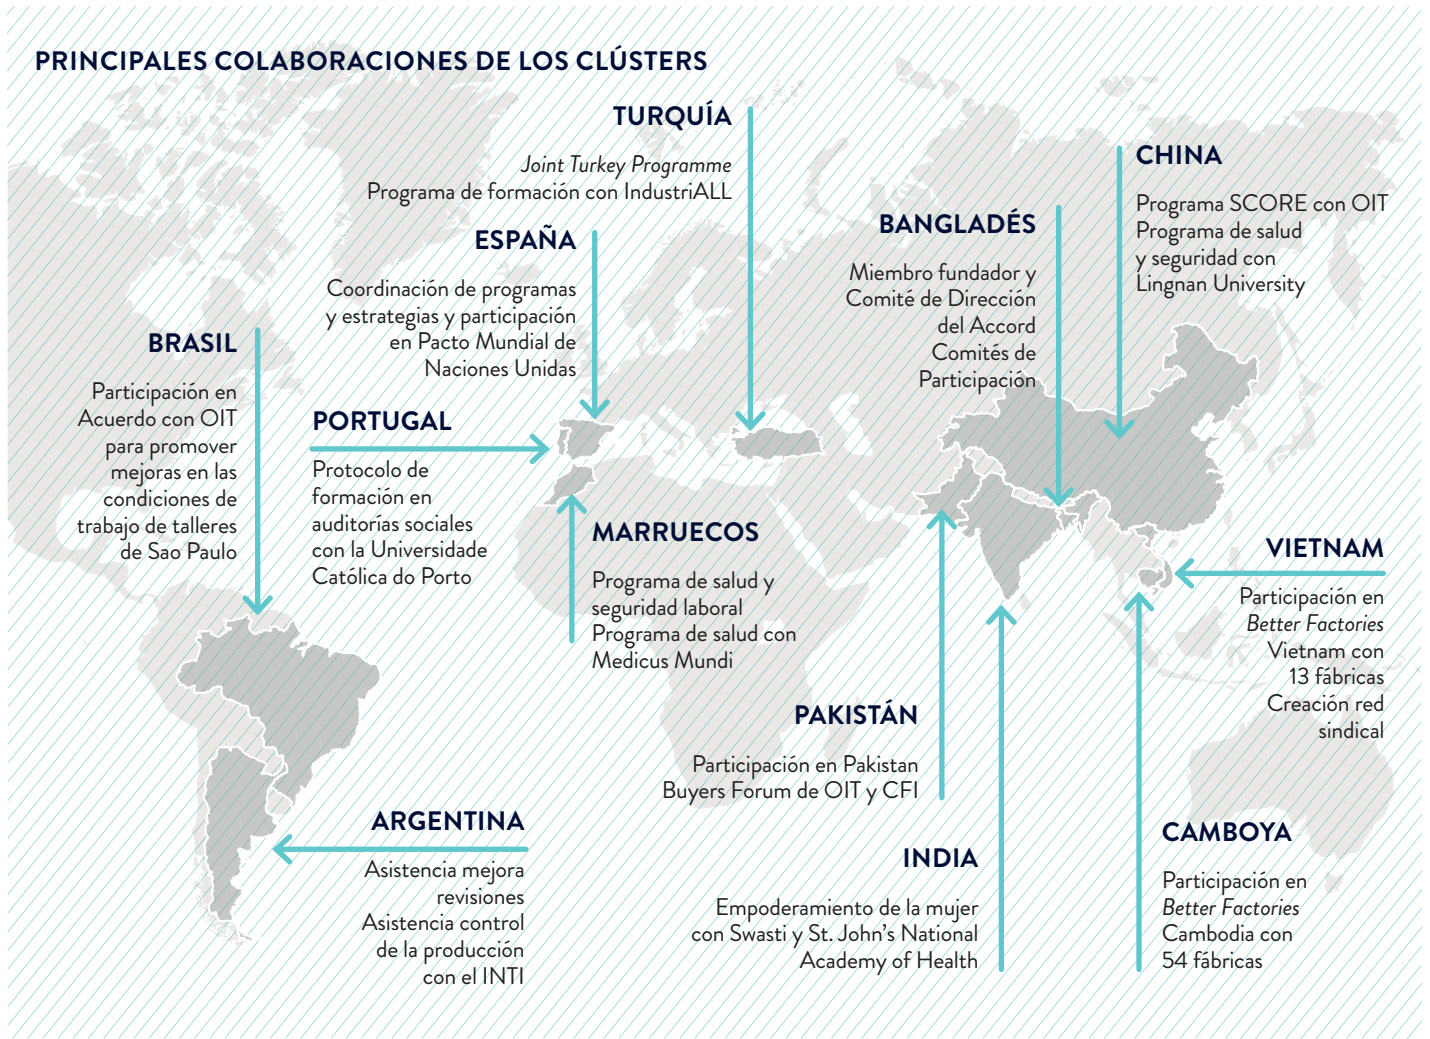 PRINCIPALES COLABORACIONES DE LOS CLÚSTERS
TURQUÍA
Joint Turkey Programme
Programa de formación con IndustriALL
CHINA
Programa SCORE con OIT
Programa de salud
y seguridad con
Lingnan University
BANGLADÉS
Miembro fundador y
Comité de Dirección
del Accord
Comités de
Participación
ESPAÑA
Coordinación de programas
y estrategias y participación
en Pacto Mundial de
Naciones Unidas
BRASIL
Participación en
Acuerdo con OIT
para promover
mejoras en las
condiciones de
trabajo de talleres
de Sao Paulo
PORTUGAL
Protocolo de
formación en
auditorías sociales
con la Universidade
Católica do Porto
MARRUECOS
Programa de salud y
seguridad laboral
Programa de salud con
Medicus Mundi
VIETNAM
Participación en
Better Factories
Vietnam con
13 fábricas
Creación red
sindical
PAKISTÁN
Participación en Pakistan
Buyers Forum de OIT y CFI
ARGENTINA
Asistencia mejora
revisiones
Asistencia control
de la producción
con el INTI
INDIA
Empoderamiento de la mujer
con Swasti y St. John's National
Academy of Health
CAMBOYA
Participación en
Better Factories
Cambodia con
54 fábricas